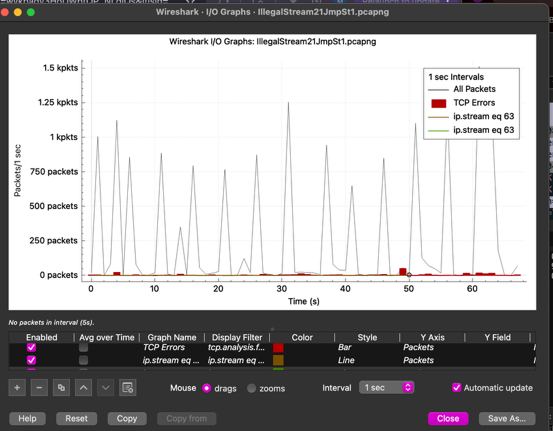 Wireshark · I/O Graphs · IllegalStream21JmpSt1.pcapng
Wireshark I/O Graphs: IllegalStream21JmpSt1.pcapng
1.5 kpkts
1.25 kpkts
1 kpkts
750 packets
500 packets
250 packets
0 packets
Packets/1 sec
1 sec Intervals
All Packets
TCP Errors
ip.stream eq 63
ip.stream eq 63
0 10 20 30 40 50 60
Time (s)
No packets in interval (5s).
Enabled Avg over Time Graph Name Display Filter Color Style Y Axis Y Field
TCP Errors tcp.analysis.f... Bar Packets
ip.stream eq ... ip.stream eq ... Line Packets
Mouse drags zooms Interval 1 sec Automatic update
Help Reset Copy Copy from Close Save As...